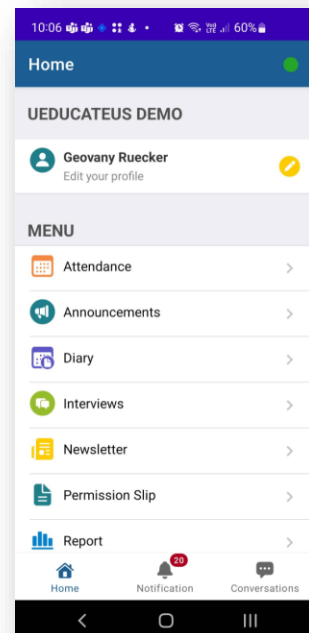 10:06 60%
Home
UEDUCATEUS DEMO
Geovany Ruecker
Edit your profile
MENU
Attendance
Announcements
Diary
Interviews
Newsletter
Permission Slip
Report
20
Home Notification Conversations